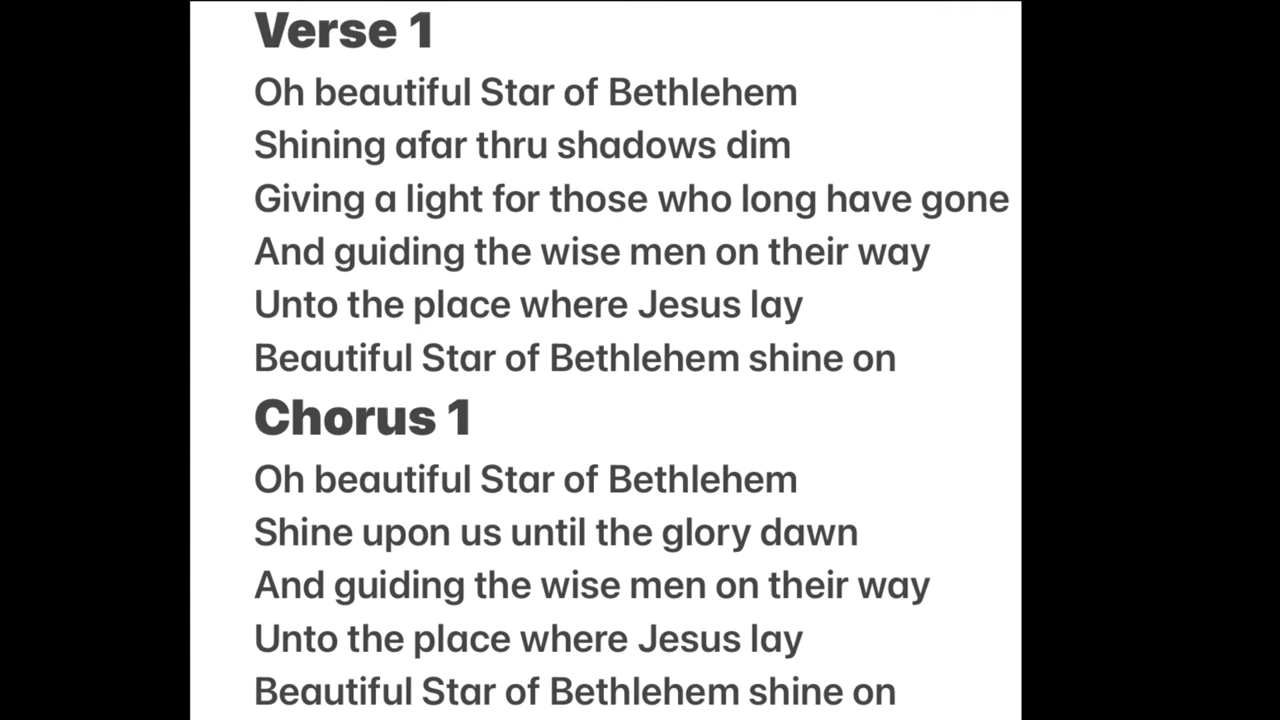 Verse 1
Oh beautiful Star of Bethlehem
Shining afar thru shadows dim
Giving a light for those who long have gone
And guiding the wise men on their way
Unto the place where Jesus lay
Beautiful Star of Bethlehem shine on
Chorus 1
Oh beautiful Star of Bethlehem
Shine upon us until the glory dawn
And guiding the wise men on their way
Unto the place where Jesus lay
Beautiful Star of Bethlehem shine on